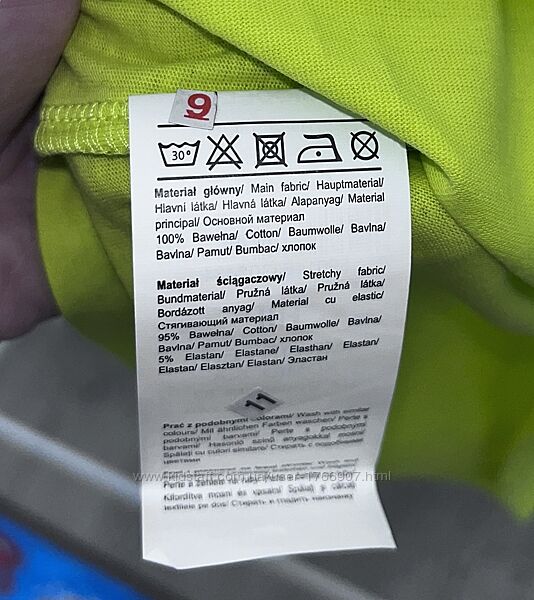 9
30°
Materiał główny/ Main fabric/ Hauptmaterial/
Hlavní látka/ Hlavná látka/ Alapanyag/ Material
principal/ Основной материал
100% Bawełna/ Cotton/ Baumwolle/ Bavlna/
Bavlna/ Pamut/ Bumbac/ хлопок
Materiał ściągaczowy/ Stretchy fabric/
Bundmaterial/ Pružná látka/ Pružná látka/
Bordázott anyag/ Material cu elastic/
Стягивающий материал
95% Bawełna/ Cotton/ Baumwolle/ Bavlna/
Bavlna/ Pamut/ Bumbac/ хлопок
5% Elastan/ Elastane/ Elasthan/ Elastan/
Elastan/ Elasztan/ Elastan/ Эластан
11
Prać z podobnymi colorami/ Wash with similar
colours/ Mit ähnlichen Farben waschen/ Perte s
podobnými barvami/ Perte s podobnými
barvami/ Hasonló színű anyagokkal mosni/
Spălați cu culori similare/ Стирать с подобными
цветами